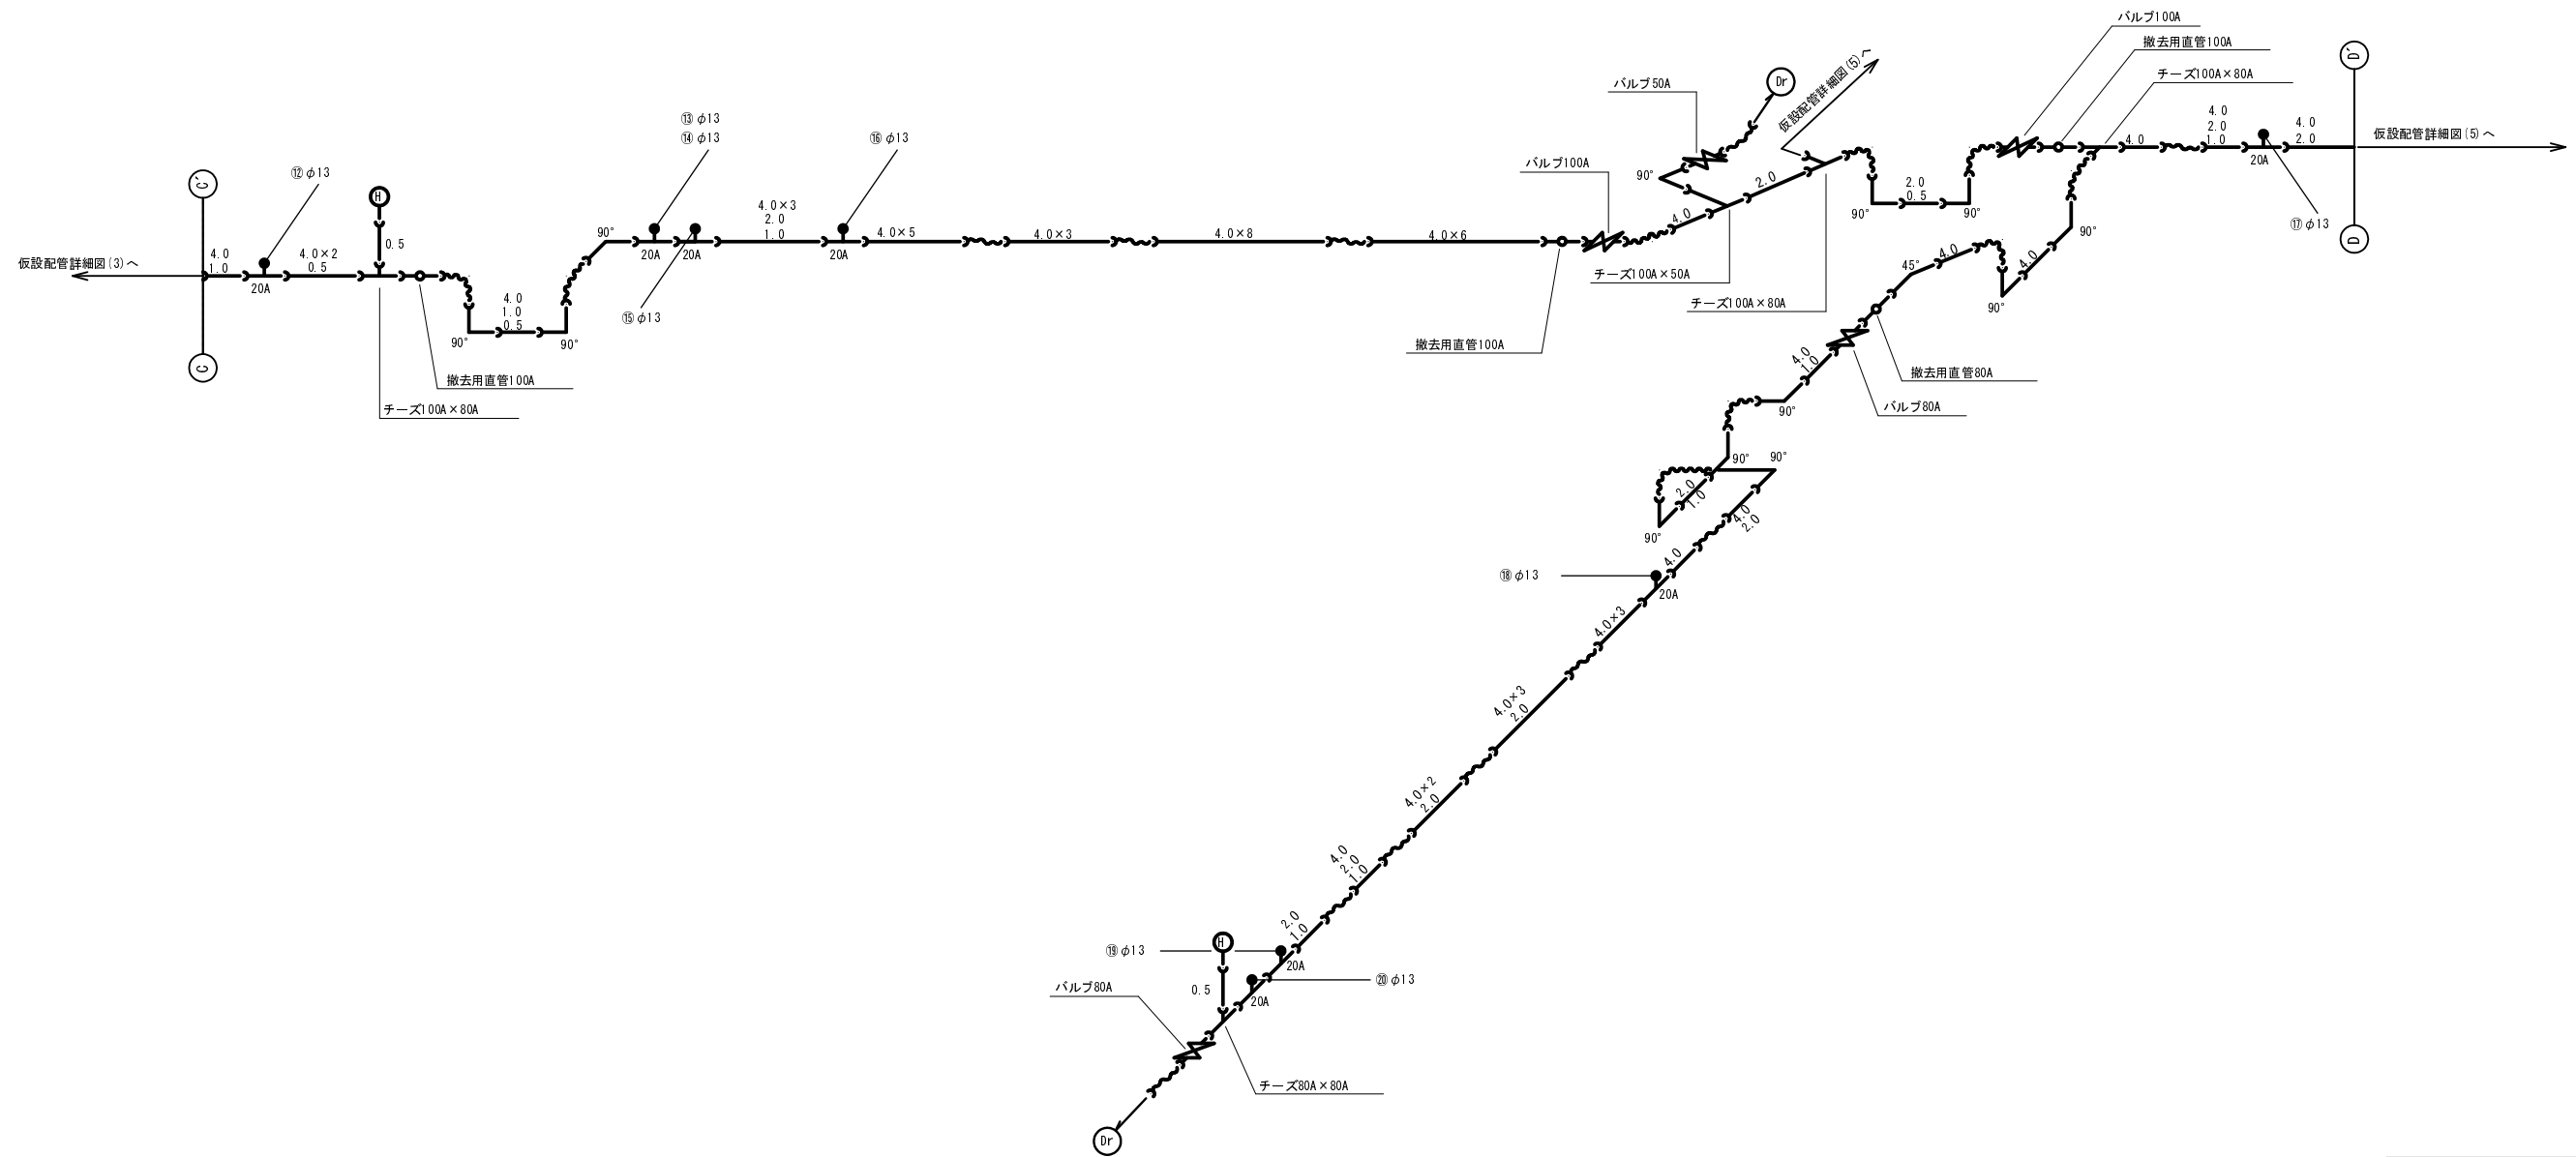 バルブ100A
撤去用直管100A
チーズ100A×80A
D'
仮設配管詳細図(5)へ
バルブ50A
Dr
仮設配管詳細図(5)へ
⑬φ13
⑭φ13
⑯φ13
4.0
2.0
1.0
4.0
2.0
4.0
20A
⑰φ13
D
バルブ100A
90°
2.0
4.0
2.0
0.5
90°
90°
90°
⑫φ13
C'
H
0.5
90°
4.0×3
2.0
1.0
4.0×5
4.0×3
4.0×8
4.0×6
20A
20A
20A
仮設配管詳細図(3)へ
4.0
1.0
4.0×2
0.5
20A
チーズ100A×50A
チーズ100A×80A
45°
4.0
4.0
90°
4.0
1.0
0.5
⑮φ13
90°
90°
C
撤去用直管100A
撤去用直管100A
チーズ100A×80A
4.0
1.0
撤去用直管80A
バルブ80A
90°
90°
90°
2.0
1.0
90°
4.0
2.0
4.0
⑱φ13
20A
4.0×3
4.0×3
2.0
4.0×2
2.0
4.0
2.0
1.0
2.0
1.0
⑲φ13
H
20A
⑳φ13
0.5
20A
バルブ80A
チーズ80A×80A
Dr